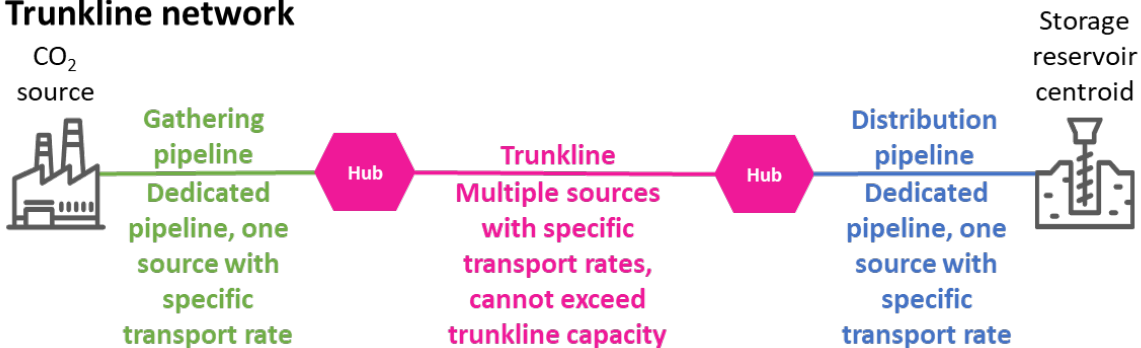 Trunkline network
CO₂
source
Gathering
pipeline
Dedicated
pipeline, one
source with
specific
transport rate
Hub
Trunkline
Multiple sources
with specific
transport rates,
cannot exceed
trunkline capacity
Hub
Distribution
pipeline
Dedicated
pipeline, one
source with
specific
transport rate
Storage
reservoir
centroid